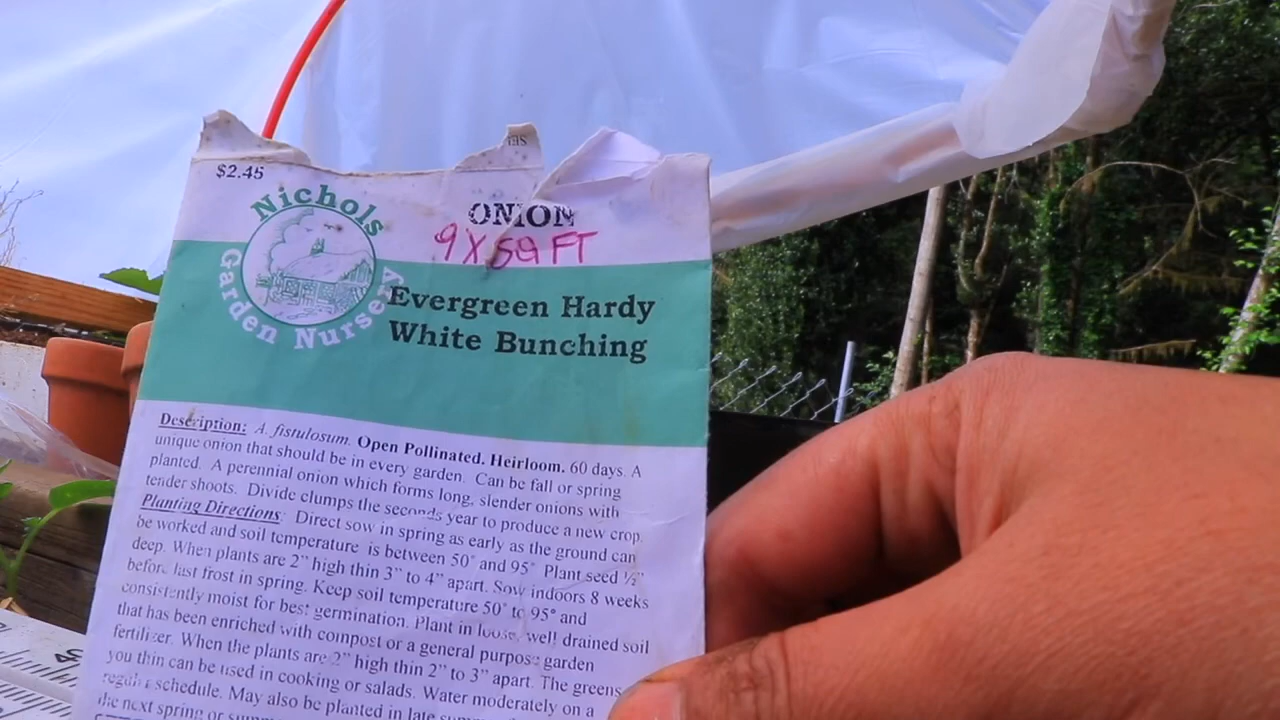 $2.45
Nichols
Garden Nursery
ONION
9 X SQ FT
Evergreen Hardy
White Bunching
Description: A. fistulosum. Open Pollinated. Heirloom. 60 days. A
unique onion that should be in every garden. Can be fall or spring
planted. A perennial onion which forms long, slender onions with
tender shoots. Divide clumps the seconds year to produce a new crop.
Planting Directions: Direct sow in spring as early as the ground can
be worked and soil temperature is between 50° and 95° Plant seed ½"
deep. When plants are 2" high thin 3" to 4" apart. Sow indoors 8 weeks
before last frost in spring. Keep soil temperature 50° to 95° and
consistently moist for best germination. Plant in loose, well drained soil
that has been enriched with compost or a general purpose garden
fertilizer. When the plants are 2" high thin 2" to 3" apart. The greens
you thin can be used in cooking or salads. Water moderately on a
regular schedule. May also be planted in late
the next spring or